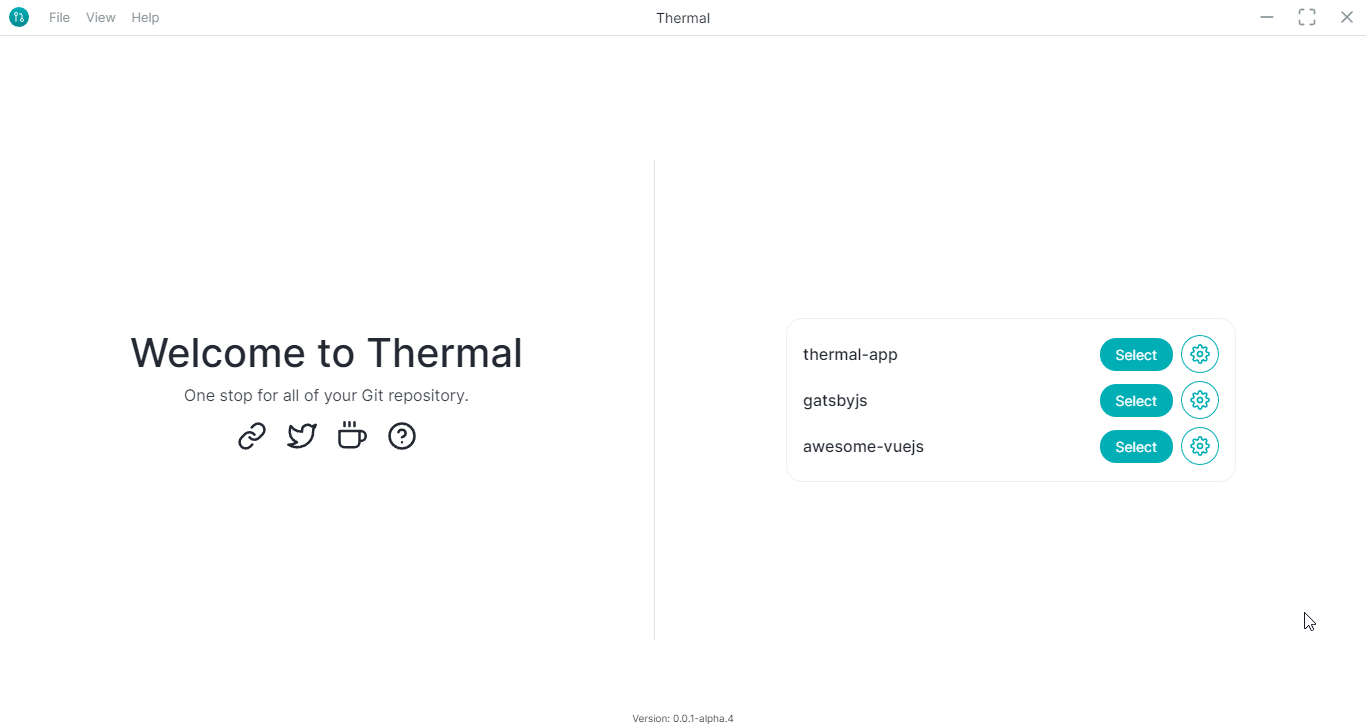 File View Help Thermal
Welcome to Thermal
One stop for all of your Git repository.
thermal-app Select
gatsbyjs Select
awesome-vuejs Select
Version: 0.0.1-alpha.4